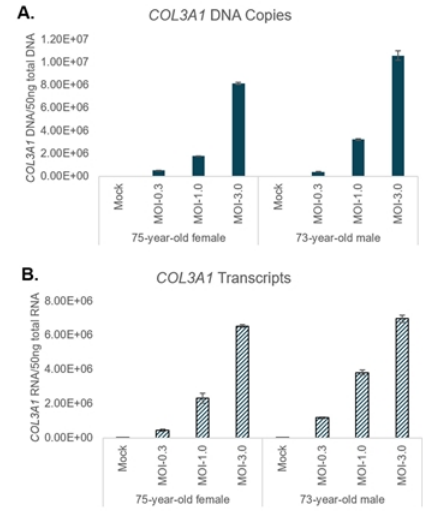 A.
COL3A1 DNA Copies
COL3A1 DNA/50ng total DNA
1.20E+07
1.00E+07
8.00E+06
6.00E+06
4.00E+06
2.00E+06
0.00E+00
Mock
MOI-0.3
MOI-1.0
MOI-3.0
Mock
MOI-0.3
MOI-1.0
MOI-3.0
75-year-old female
73-year-old male
B.
COL3A1 Transcripts
COL3A1 RNA/50ng total RNA
8.00E+06
6.00E+06
4.00E+06
2.00E+06
0.00E+00
Mock
MOI-0.3
MOI-1.0
MOI-3.0
Mock
MOI-0.3
MOI-1.0
MOI-3.0
75-year-old female
73-year-old male